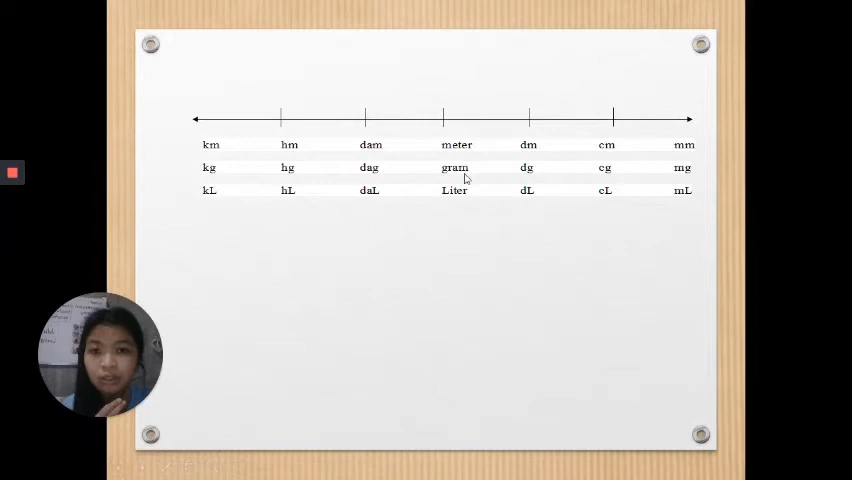 km hm dam meter dm cm mm
kg hg dag gram dg cg mg
kL hL daL Liter dL cL mL